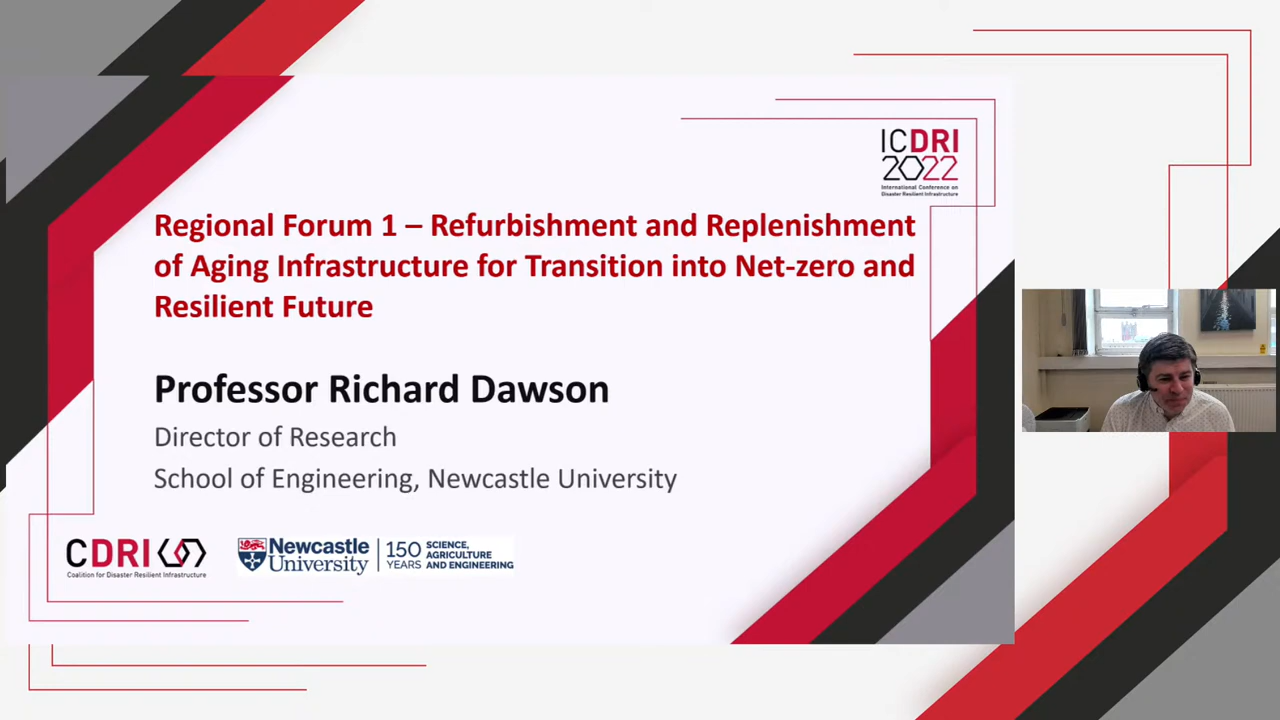 ICDRI
2022
International Conference on
Disaster Resilient Infrastructure
Regional Forum 1 – Refurbishment and Replenishment
of Aging Infrastructure for Transition into Net-zero and
Resilient Future
Professor Richard Dawson
Director of Research
School of Engineering, Newcastle University
CDRI
Coalition for Disaster Resilient Infrastructure
Newcastle
University
150
YEARS
SCIENCE,
AGRICULTURE
AND ENGINEERING